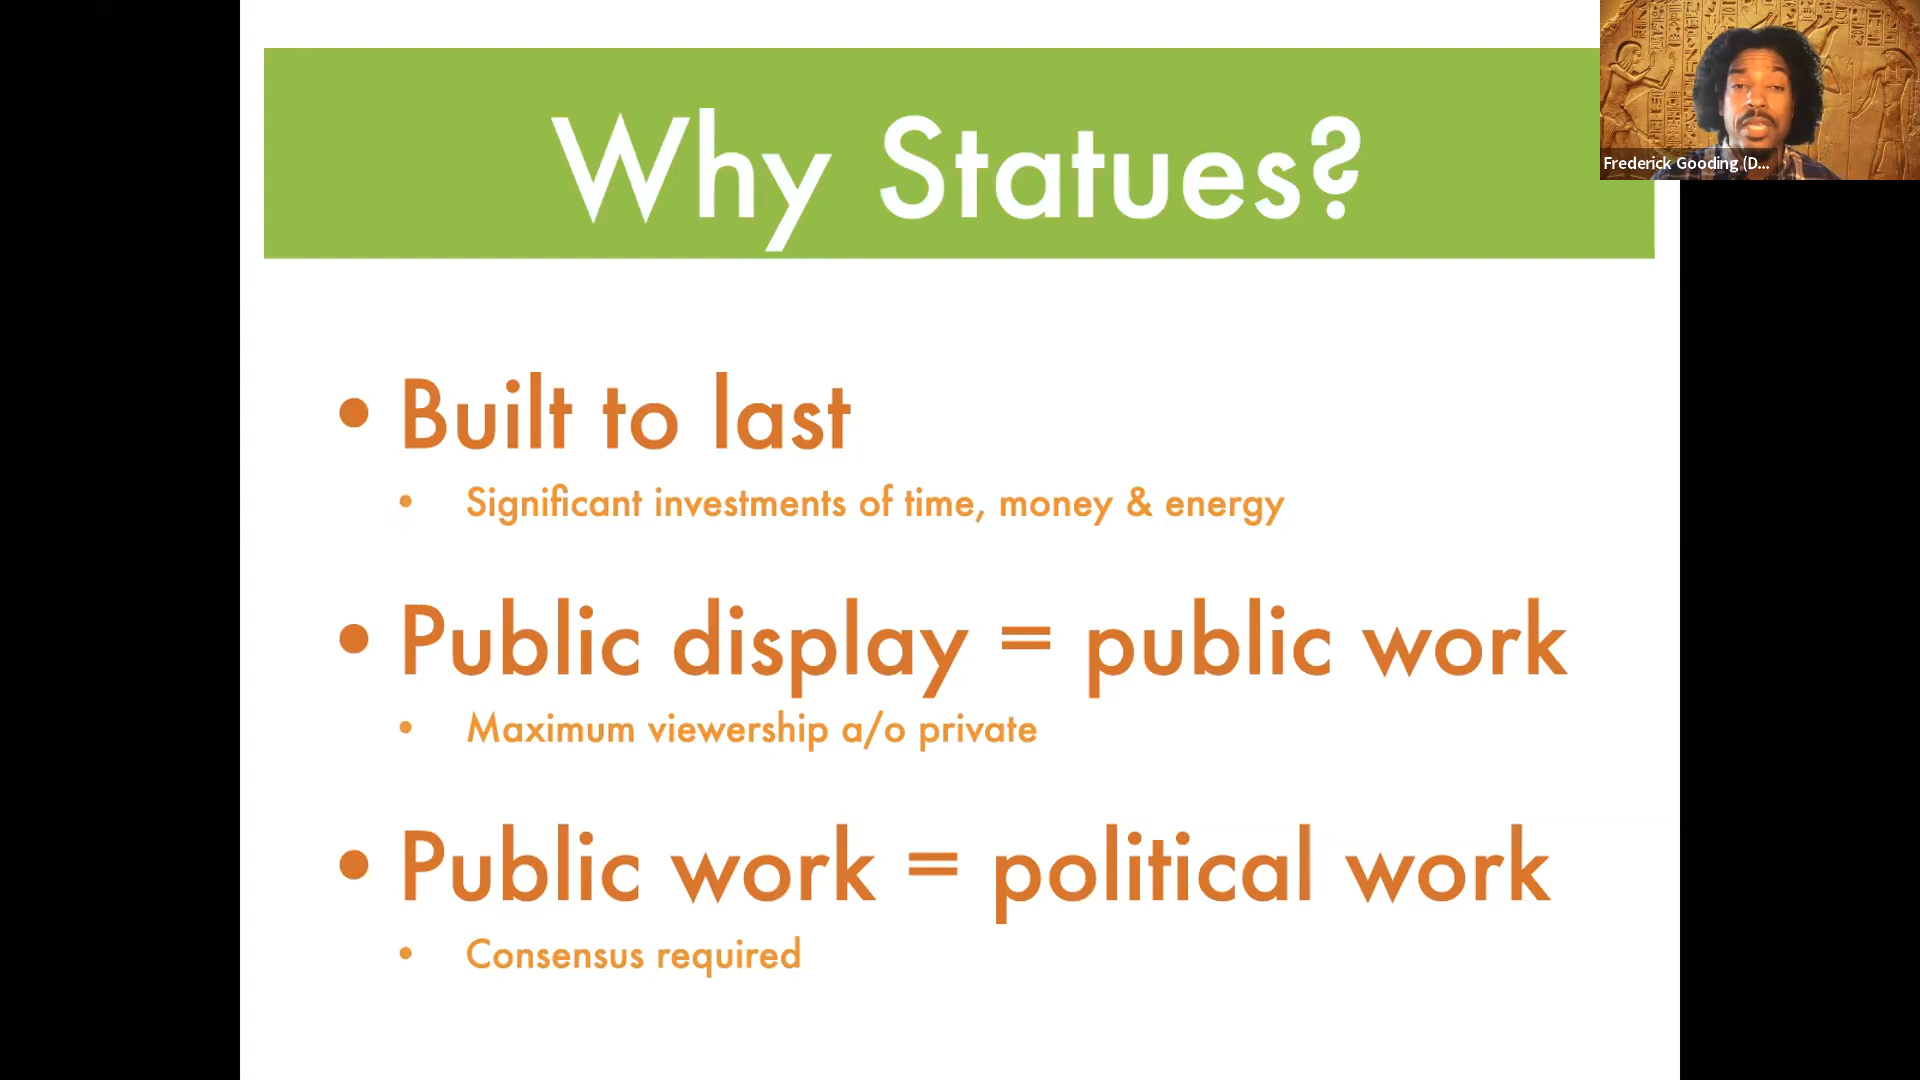 Why Statues?
Frederick Gooding (D...
• Built to last
• Significant investments of time, money & energy
• Public display = public work
• Maximum viewership a/o private
• Public work = political work
• Consensus required